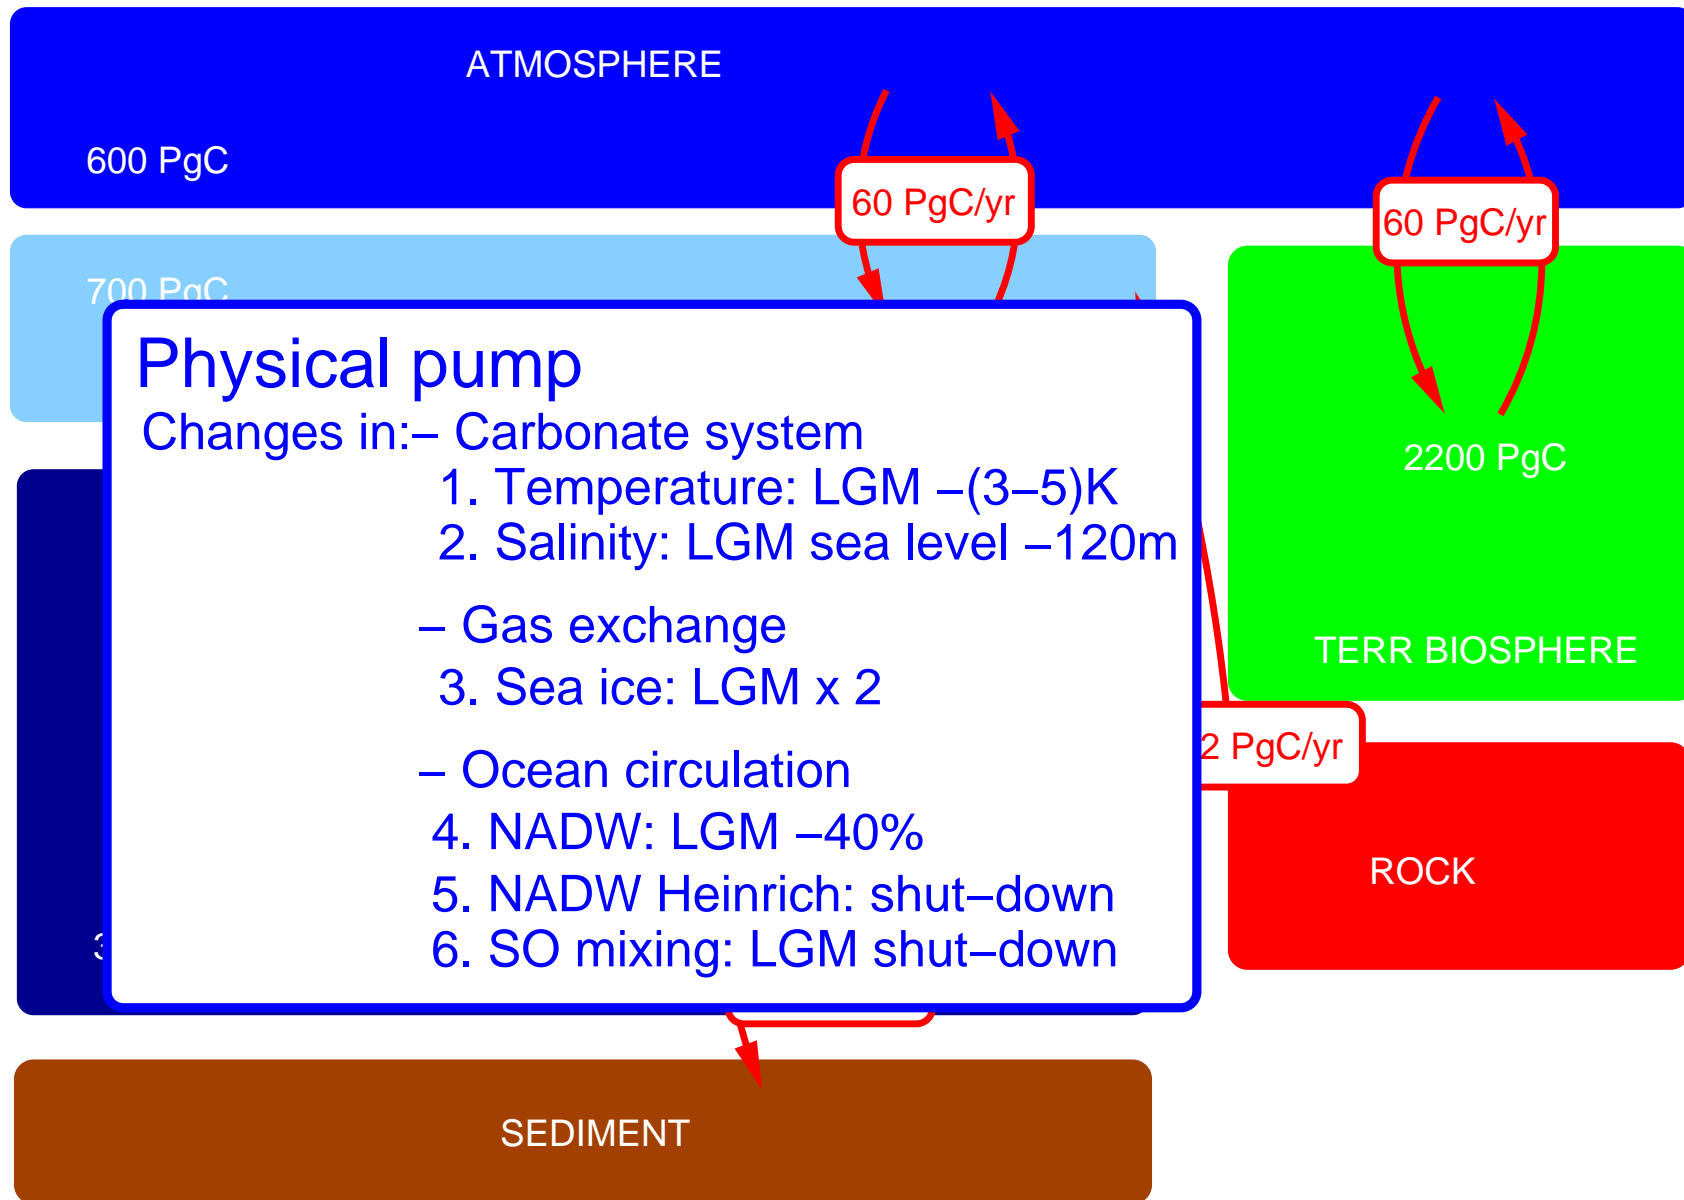 ATMOSPHERE
600 PgC
60 PgC/yr
60 PgC/yr
700 PgC
Physical pump
Changes in:– Carbonate system
1. Temperature: LGM –(3–5)K
2. Salinity: LGM sea level –120m
– Gas exchange
3. Sea ice: LGM x 2
– Ocean circulation
4. NADW: LGM –40%
5. NADW Heinrich: shut–down
6. SO mixing: LGM shut–down
2200 PgC
TERR BIOSPHERE
2 PgC/yr
ROCK
SEDIMENT